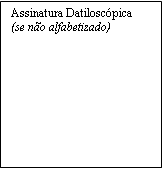 Assinatura Datiloscópica
(se não alfabetizado)